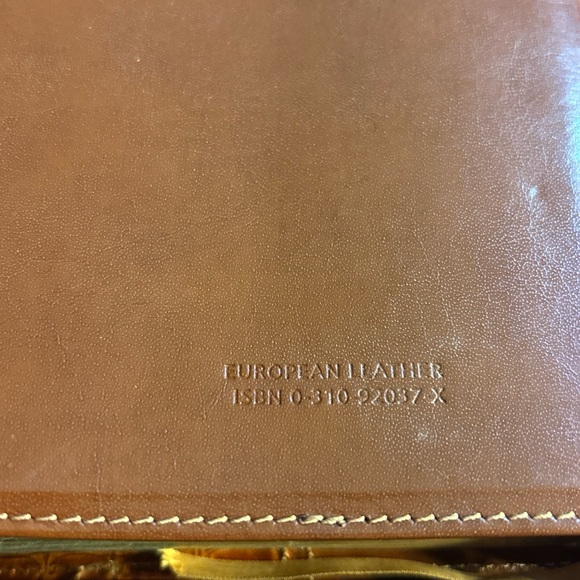 EUROPEAN LEATHER
ISBN 0-310-92037-X